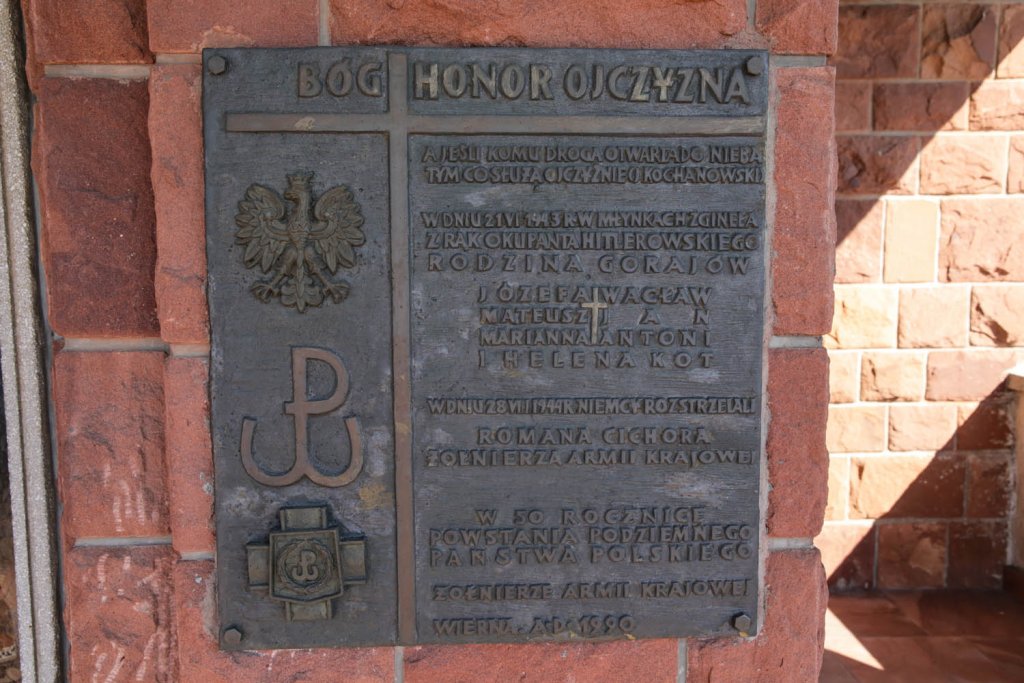 BÓG HONOR OJCZYZNA
A JEŚLI KOMU DROGA OTWARTA DO NIEBA
TYM CO SŁUŻĄ OJCZYŹNIE J KOCHANOWSKI
W DNIU 21 VI 1943 R. W MŁYNKACH ZGINĘŁA
Z RĄK OKUPANTA HITLEROWSKIEGO
RODZINA GORAJÓW
JÓZEFA WACŁAW
MATEUSZ JAN
MARIANNA ANTONI
I HELENA KOT
W DNIU 28 VIII 1944 R. NIEMCY ROZSTRZELALI
ROMANA CICHORA
ŻOŁNIERZA ARMII KRAJOWEJ
W 50 ROCZNICĘ
POWSTANIA PODZIEMNEGO
PAŃSTWA POLSKIEGO
ŻOŁNIERZE ARMII KRAJOWEJ
WIERNA. A.D. 1990